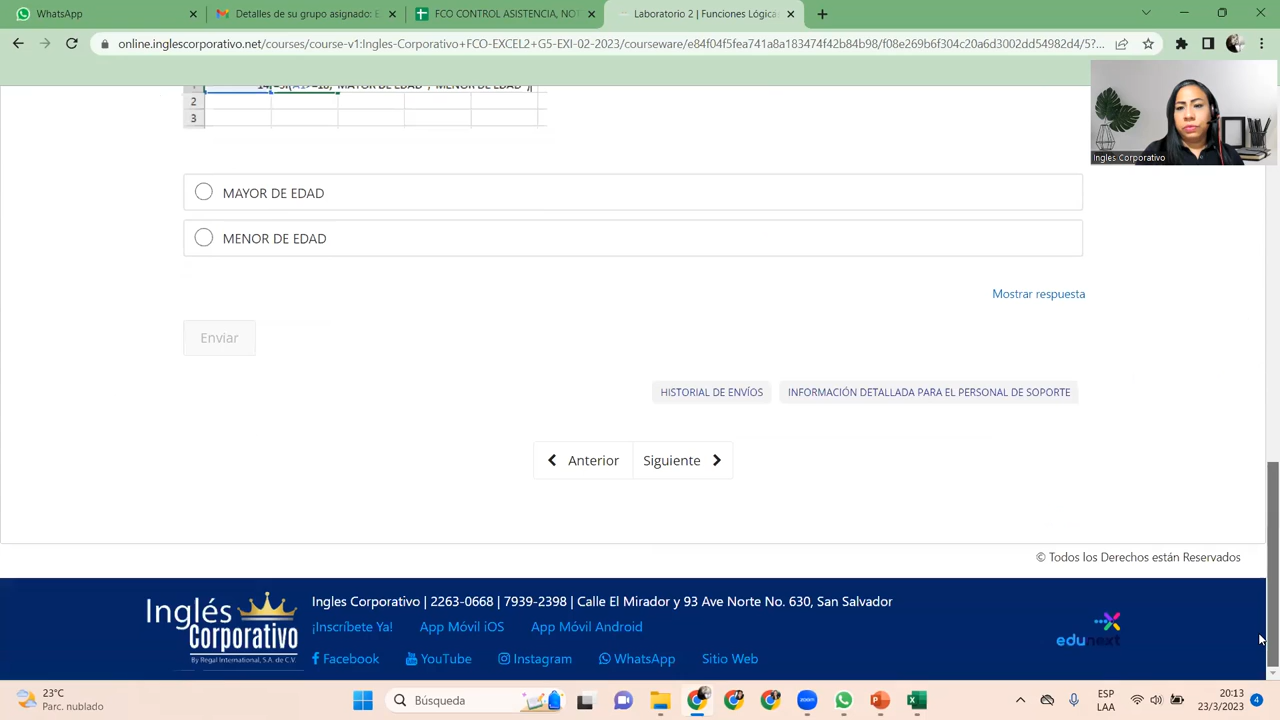 WhatsApp
Detalles de su grupo asignado: E
FCO CONTROL ASISTENCIA, NOT
Laboratorio 2 | Funciones Lógica
online.inglescorporativo.net/courses/course-v1:Ingles-Corporativo+FCO-EXCEL2+G5-EXI-02-2023/courseware/e84f04f5fea741a8a183474f42b84b98/f08e269b6f304c20a6d3002dd54982d4/5?...
Ingles Corporativo
2
3
MAYOR DE EDAD
MENOR DE EDAD
Mostrar respuesta
Enviar
HISTORIAL DE ENVÍOS
INFORMACIÓN DETALLADA PARA EL PERSONAL DE SOPORTE
Anterior
Siguiente
© Todos los Derechos están Reservados
Inglés Corporativo
By Regal International, S.A. de C.V.
Ingles Corporativo | 2263-0668 | 7939-2398 | Calle El Mirador y 93 Ave Norte No. 630, San Salvador
¡Inscríbete Ya! App Móvil iOS App Móvil Android
Facebook YouTube Instagram WhatsApp Sitio Web
edunext
23°C
Parc. nublado
Búsqueda
zoom
ESP
LAA
20:13
23/3/2023
4